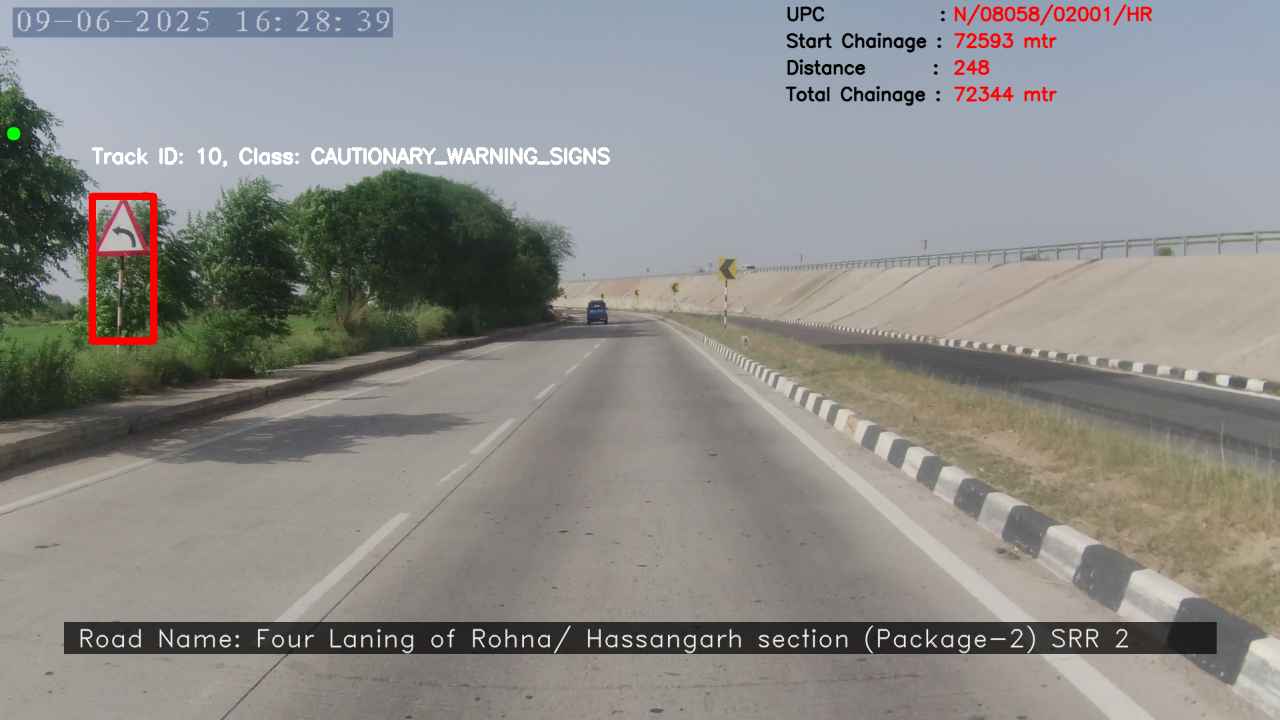 09-06-2025 16:28:39
UPC : N/08058/02001/HR
Start Chainage : 72593 mtr
Distance : 248
Total Chainage : 72344 mtr
Track ID: 10, Class: CAUTIONARY_WARNING_SIGNS
Road Name: Four Laning of Rohna/ Hassangarh section (Package-2) SRR 2